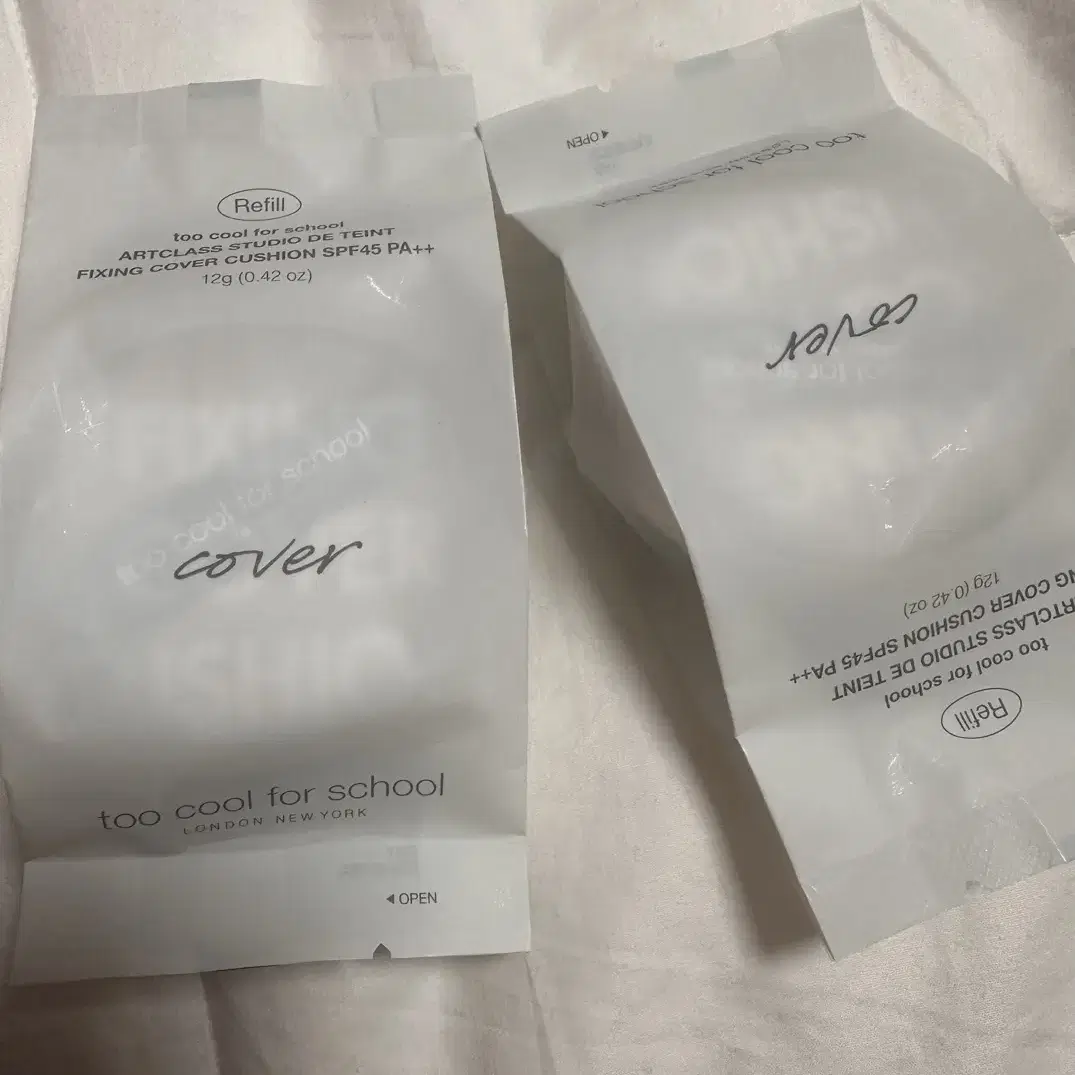 Refill
too cool for school
ARTCLASS STUDIO DE TEINT
FIXING COVER CUSHION SPF45 PA++
12g (0.42 oz)
too cool for school
cover
too cool for school
LONDON NEW YORK
◀ OPEN
◀ OPEN
too cool for school
cover
12g (0.42 oz)
NG COVER CUSHION SPF45 PA++
RTCLASS STUDIO DE TEINT
too cool for school
Refill